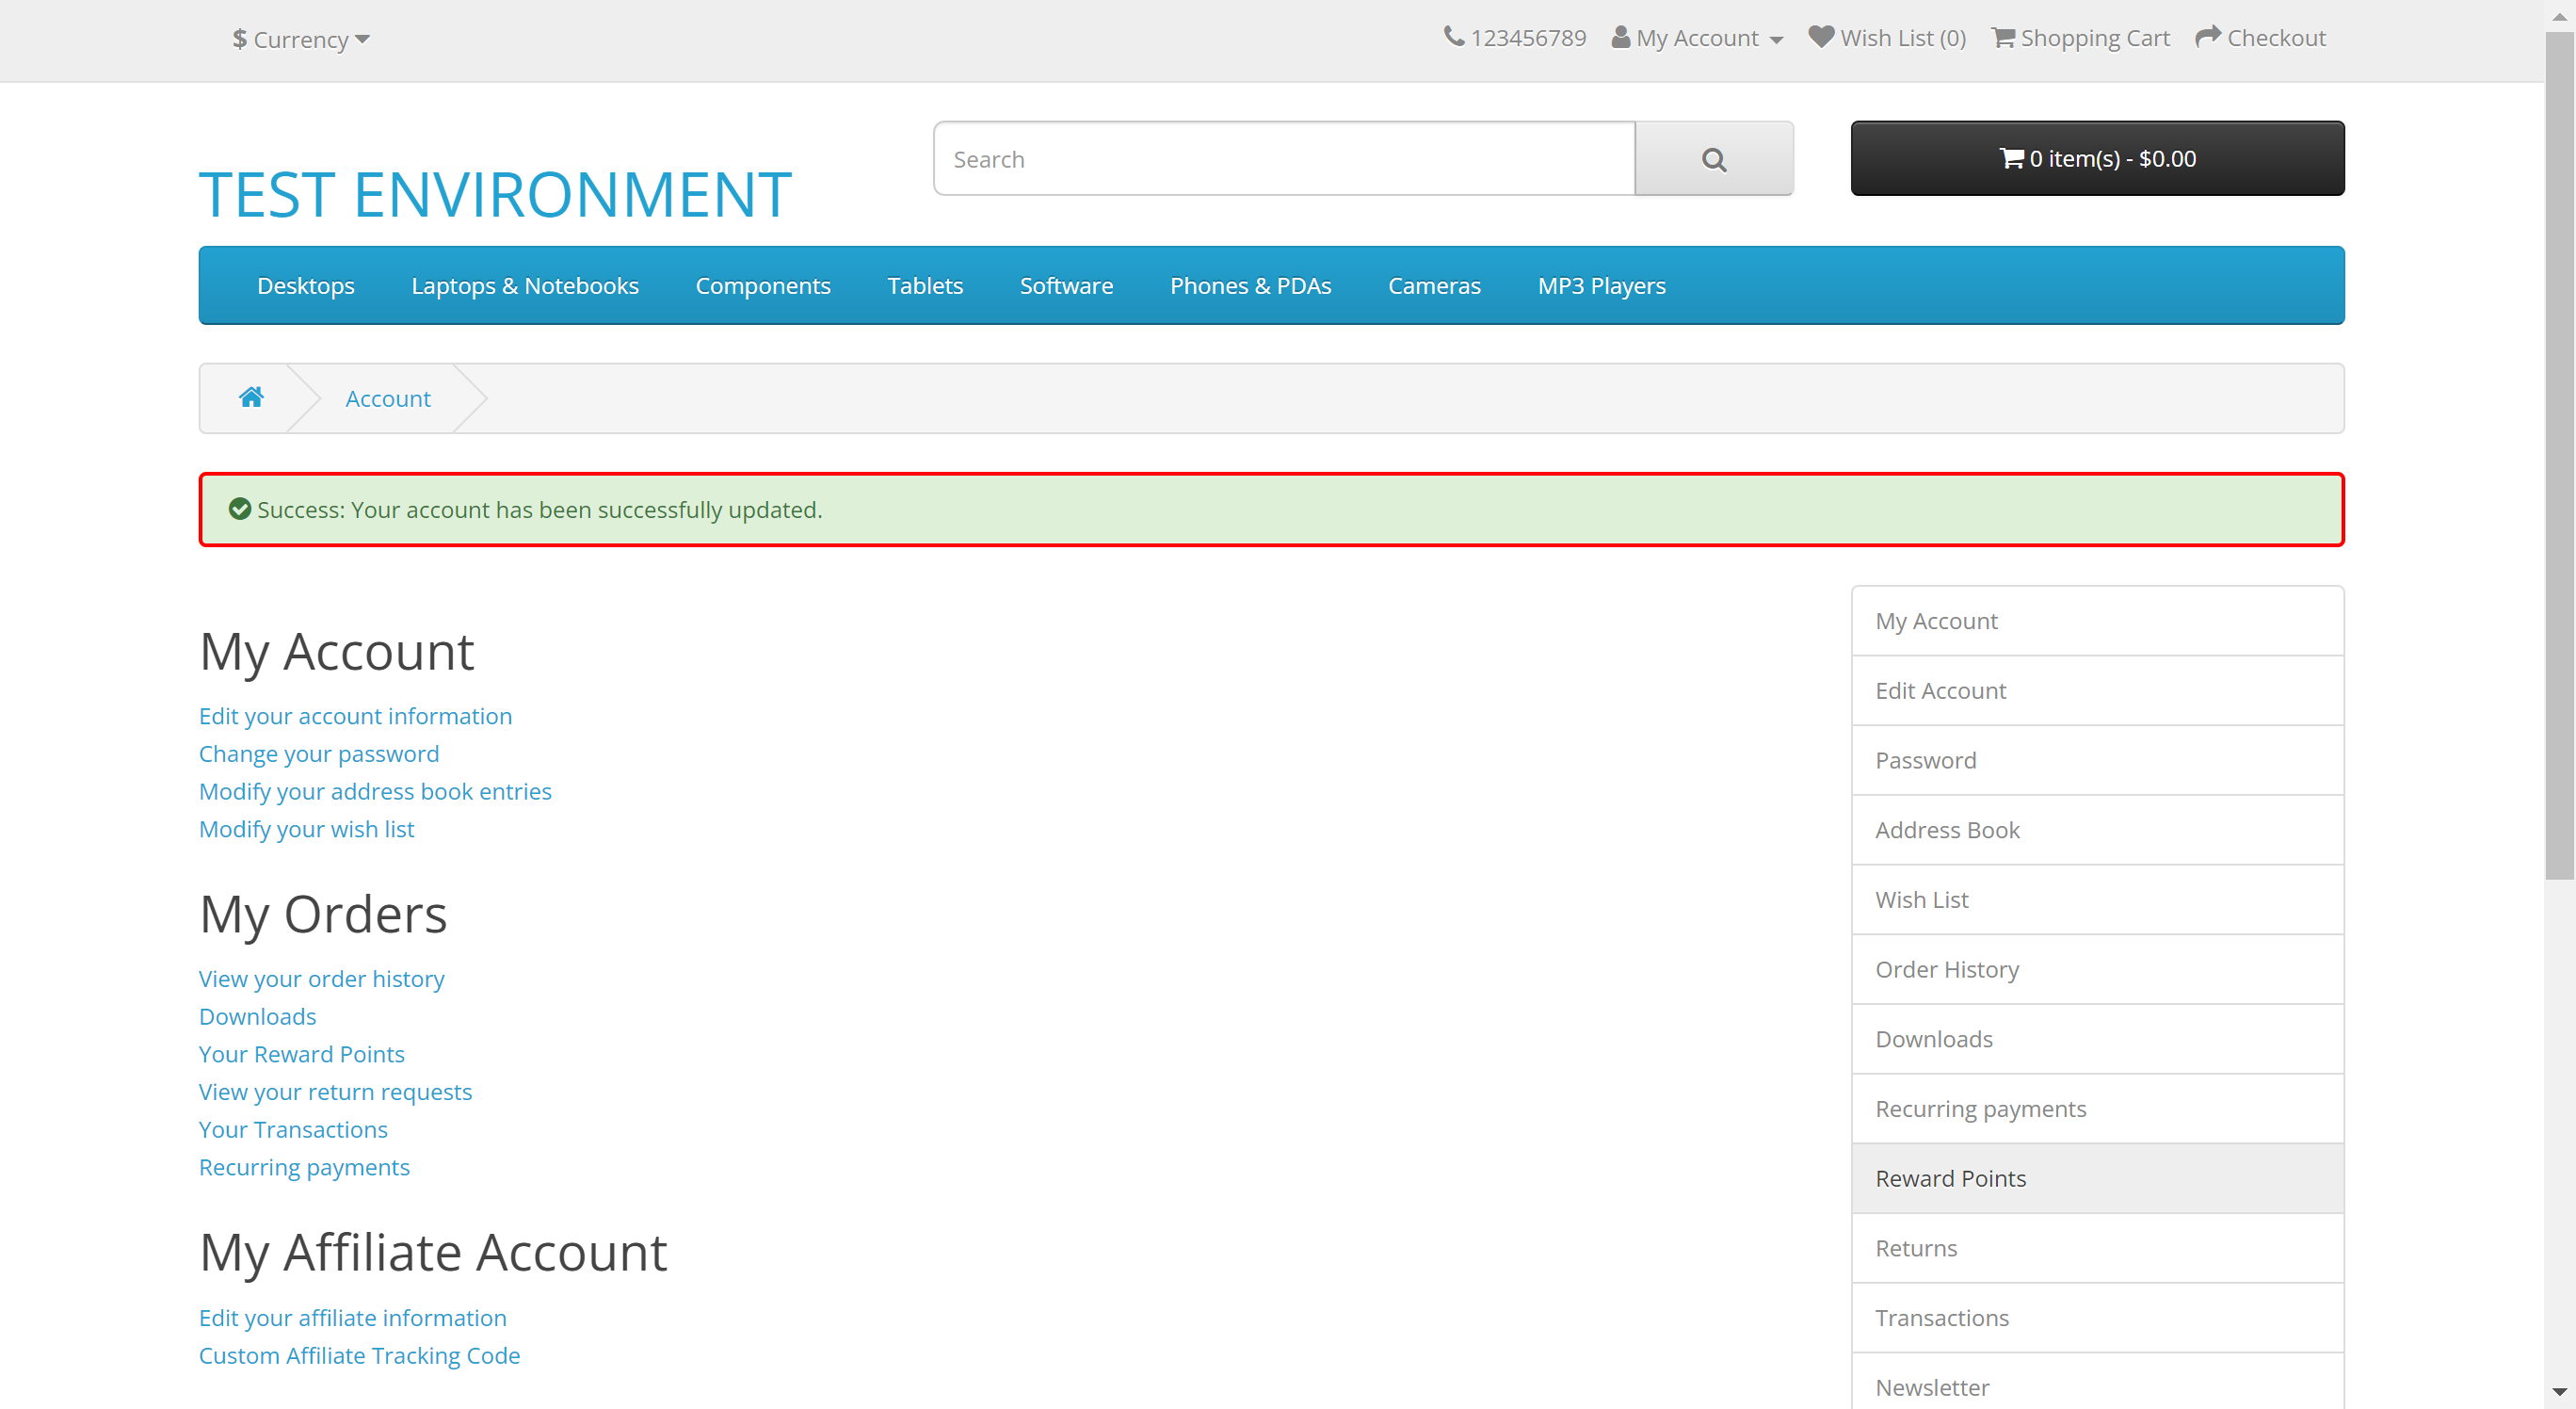 $ Currency
123456789 My Account Wish List (0) Shopping Cart Checkout
TEST ENVIRONMENT
Search
0 item(s) - $0.00
Desktops Laptops & Notebooks Components Tablets Software Phones & PDAs Cameras MP3 Players
Account
Success: Your account has been successfully updated.
My Account
Edit your account information
Change your password
Modify your address book entries
Modify your wish list
My Orders
View your order history
Downloads
Your Reward Points
View your return requests
Your Transactions
Recurring payments
My Affiliate Account
Edit your affiliate information
Custom Affiliate Tracking Code
My Account
Edit Account
Password
Address Book
Wish List
Order History
Downloads
Recurring payments
Reward Points
Returns
Transactions
Newsletter